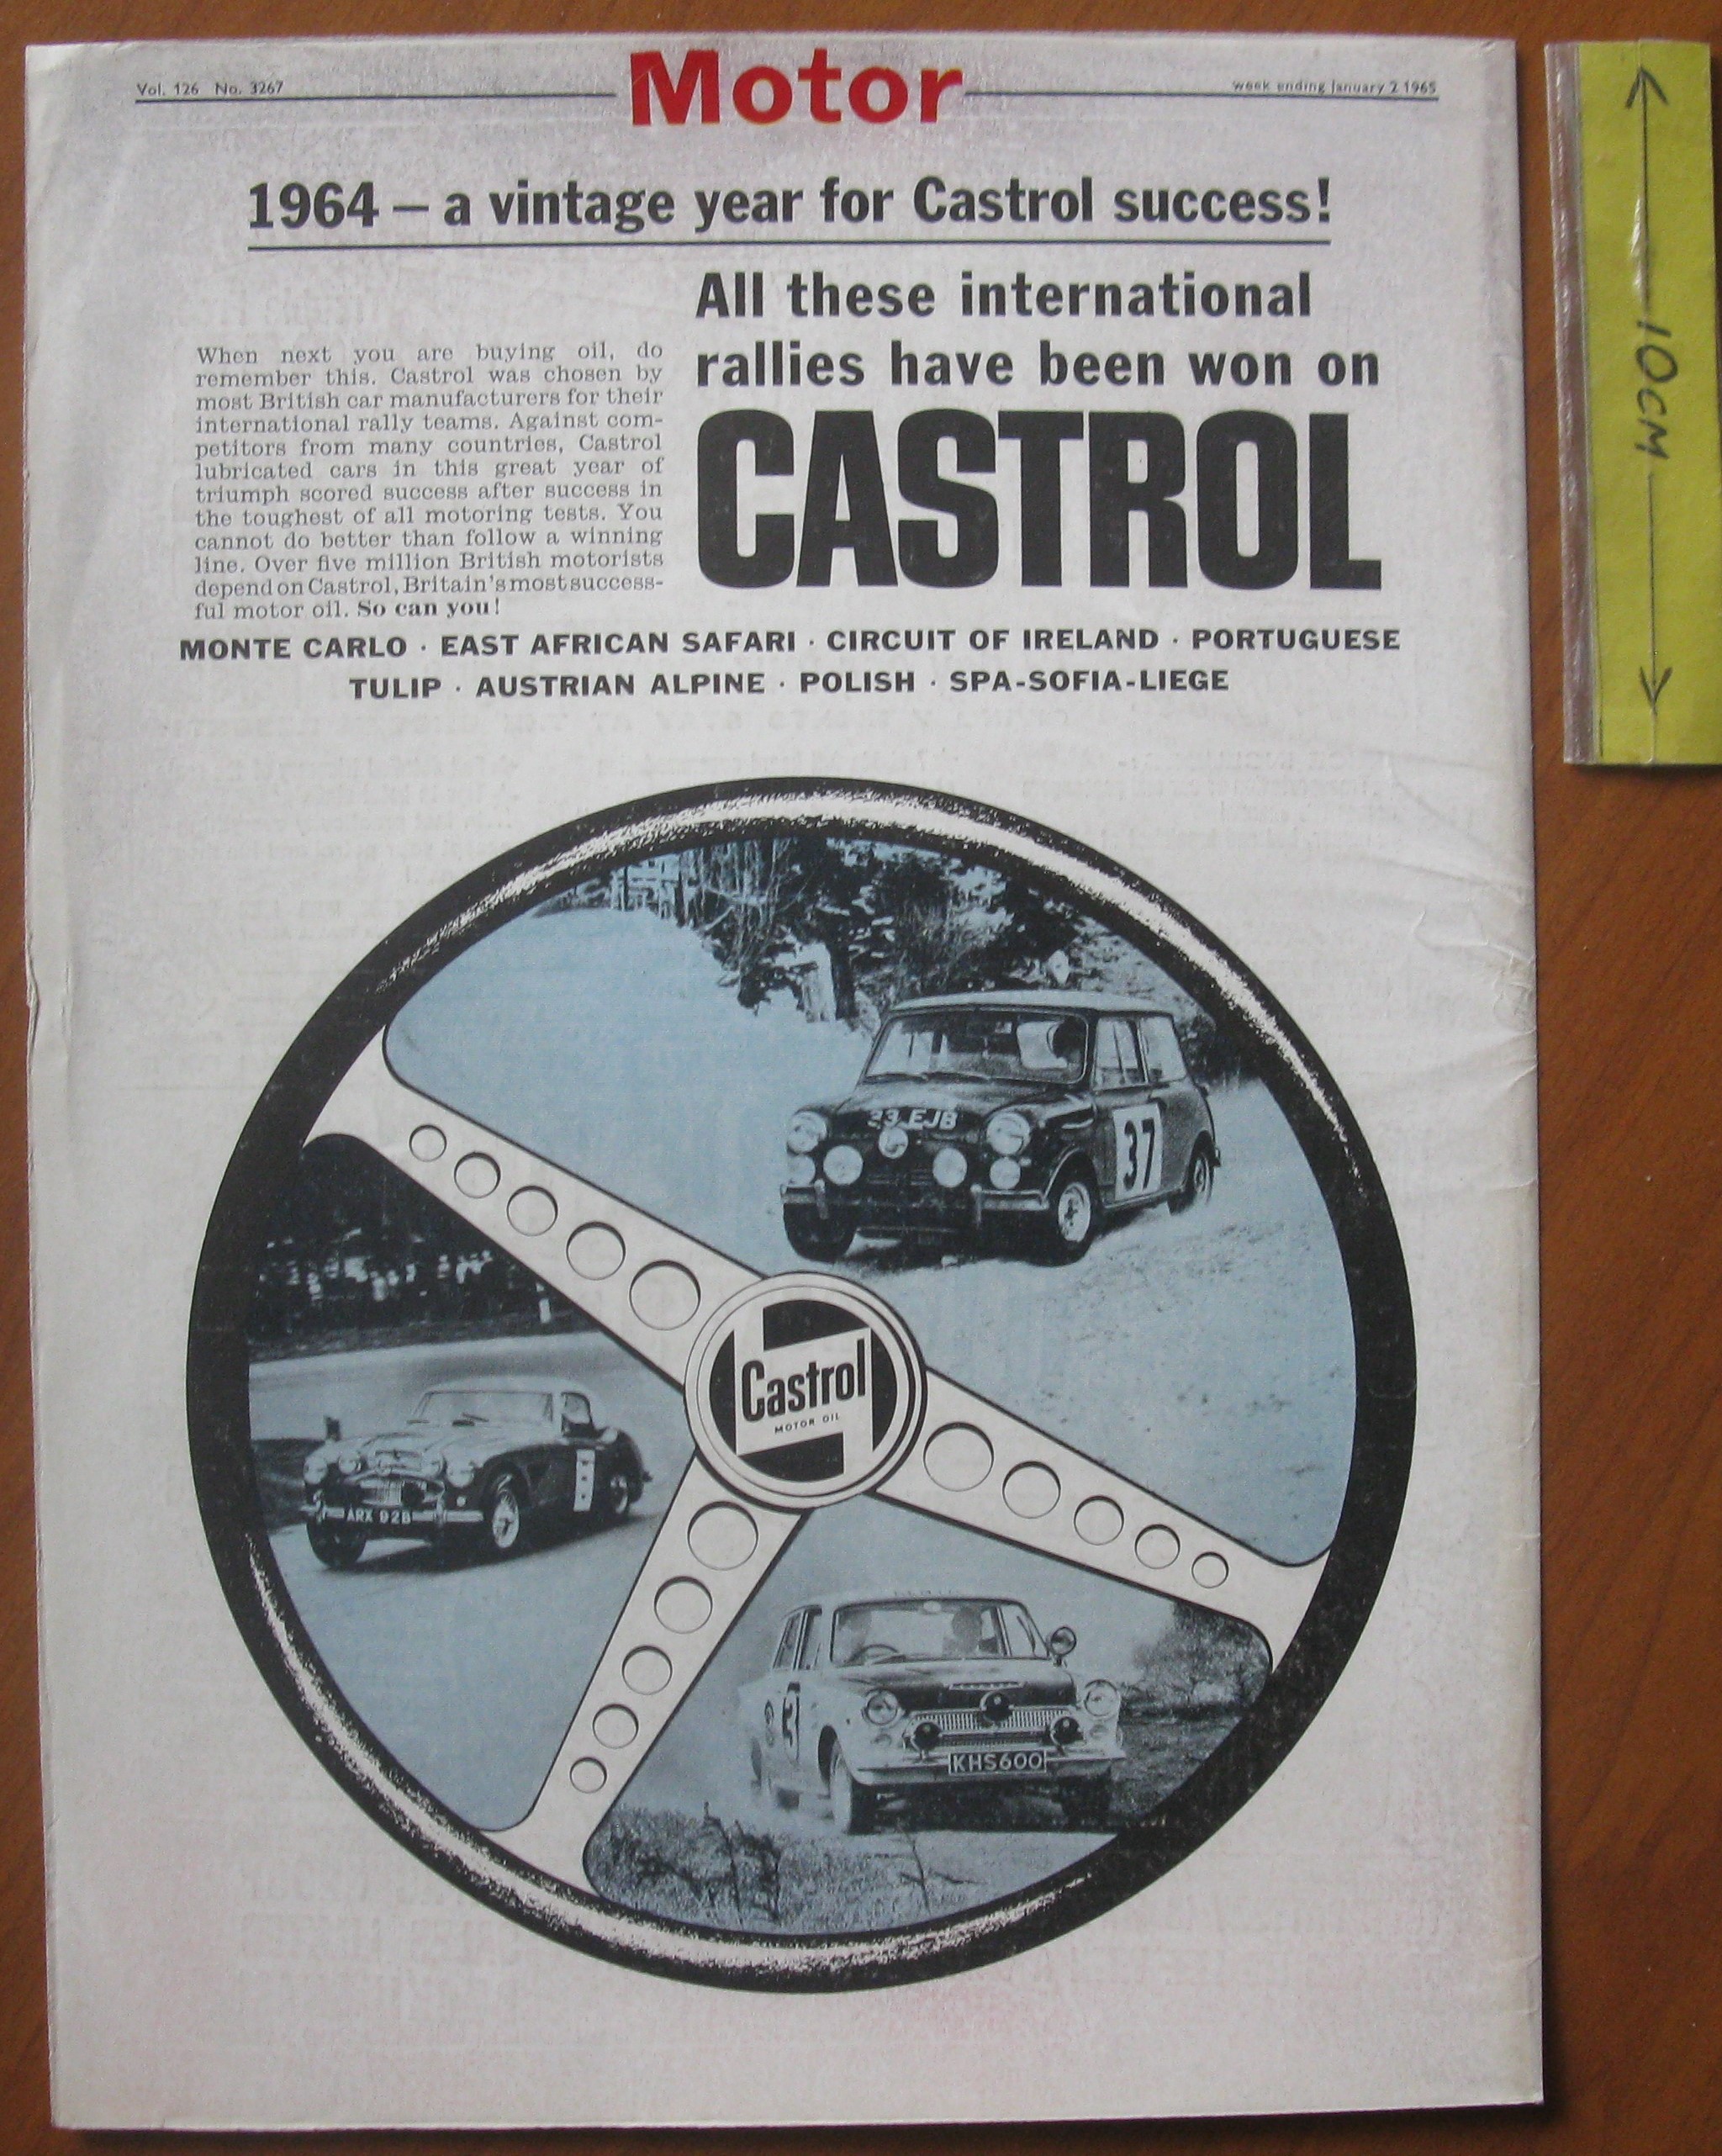 Vol. 126 No. 3267
Motor
week ending January 2 1965
1964 – a vintage year for Castrol success!
All these international
rallies have been won on
CASTROL
When next you are buying oil, do
remember this. Castrol was chosen by
most British car manufacturers for their
international rally teams. Against com-
petitors from many countries, Castrol
lubricated cars in this great year of
triumph scored success after success in
the toughest of all motoring tests. You
cannot do better than follow a winning
line. Over five million British motorists
depend on Castrol, Britain's most success-
ful motor oil. So can you!
MONTE CARLO · EAST AFRICAN SAFARI · CIRCUIT OF IRELAND · PORTUGUESE
TULIP · AUSTRIAN ALPINE · POLISH · SPA-SOFIA-LIEGE
33 EJB
37
Castrol
MOTOR OIL
ARX 92B
KHS600
10CM